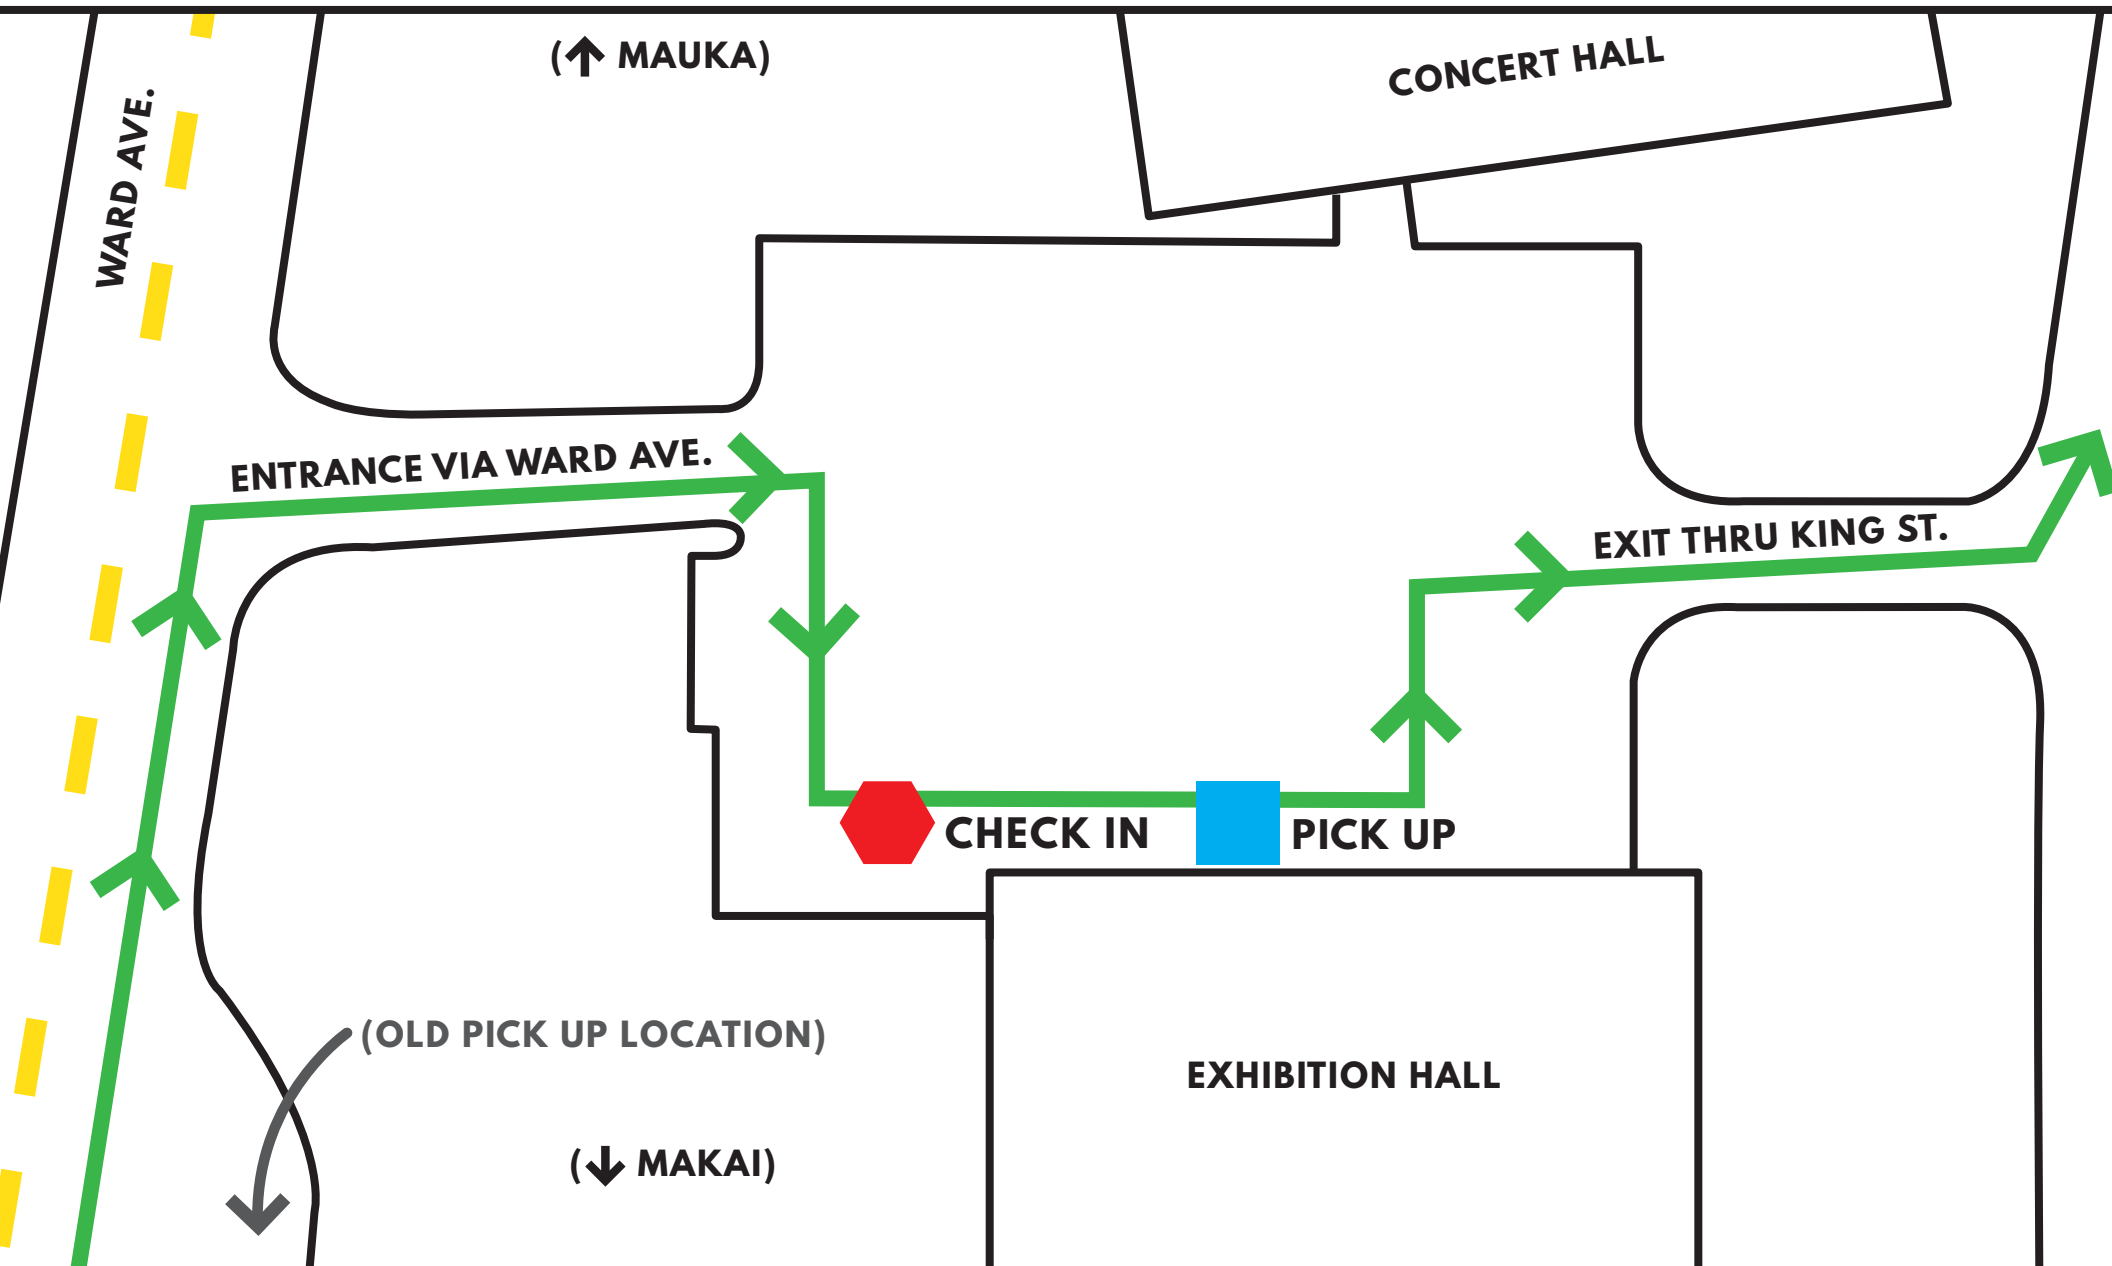 (↑ MAUKA)
CONCERT HALL
WARD AVE.
ENTRANCE VIA WARD AVE.
EXIT THRU KING ST.
CHECK IN
PICK UP
(OLD PICK UP LOCATION)
EXHIBITION HALL
(↓ MAKAI)